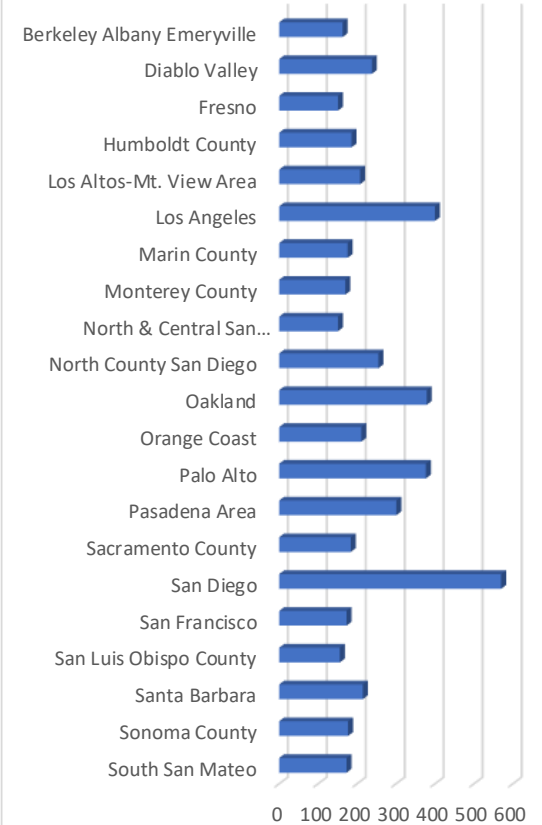 Berkeley Albany Emeryville
Diablo Valley
Fresno
Humboldt County
Los Altos-Mt. View Area
Los Angeles
Marin County
Monterey County
North & Central San...
North County San Diego
Oakland
Orange Coast
Palo Alto
Pasadena Area
Sacramento County
San Diego
San Francisco
San Luis Obispo County
Santa Barbara
Sonoma County
South San Mateo
0 100 200 300 400 500 600